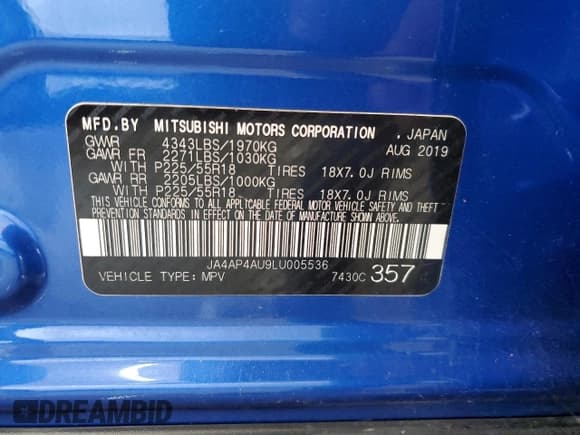 MFD.BY MITSUBISHI MOTORS CORPORATION . JAPAN
GVWR 4343LBS/1970KG AUG 2019
GAWR FR 2271LBS/1030KG
WITH P225/55R18 TIRES 18X7.0J RIMS
GAWR RR 2205LBS/1000KG
WITH P225/55R18 TIRES 18X7.0J RIMS
THIS VEHICLE CONFORMS TO ALL APPLICABLE FEDERAL MOTOR VEHICLE SAFETY AND THEFT
PREVENTION STANDARDS IN EFFECT ON THE DATE OF MANUFACTURE SHOWN ABOVE.
JA4AP4AU9LU005536
VEHICLE TYPE: MPV 7430C 357
DREAMBID